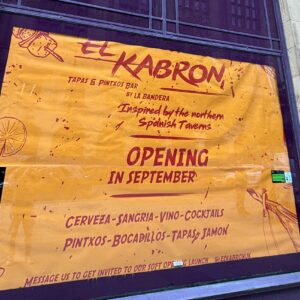 EL KABRON
TAPAS & PINTXOS BAR
BY LA BANDERA
Inspired by the northern
Spanish Taverns
OPENING
IN SEPTEMBER
CERVEZA-SANGRIA-VINO-COCKTAILS
PINTXOS-BOCADILLOS-TAPAS-JAMON
MESSAGE US TO GET INVITED TO OUR SOFT OPENING LAUNCH @ELKABRONUK